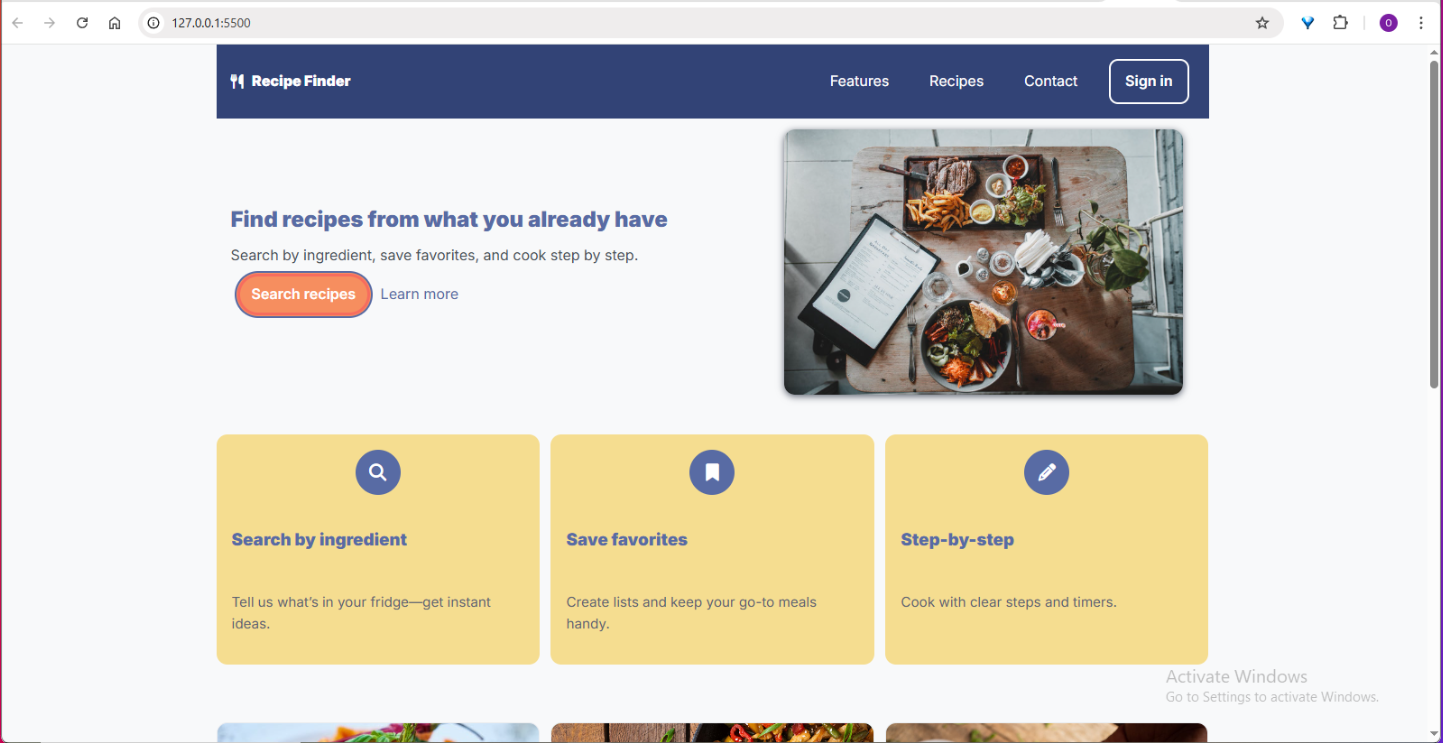 127.0.0.1:5500
O
Recipe Finder
Features
Recipes
Contact
Sign in
Find recipes from what you already have
Search by ingredient, save favorites, and cook step by step.
Search recipes
Learn more
Search by ingredient
Save favorites
Step-by-step
Tell us what’s in your fridge—get instant
ideas.
Create lists and keep your go-to meals
handy.
Cook with clear steps and timers.
Activate Windows
Go to Settings to activate Windows.